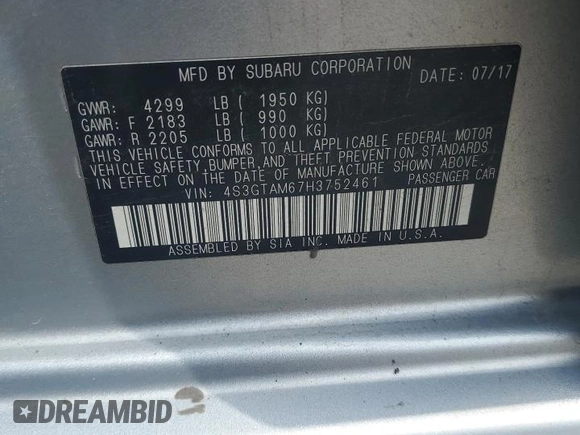 MFD BY SUBARU CORPORATION DATE: 07/17
GVWR: 4299 LB ( 1950 KG)
GAWR: F 2183 LB ( 990 KG)
GAWR: R 2205 LB ( 1000 KG)
THIS VEHICLE CONFORMS TO ALL APPLICABLE FEDERAL MOTOR
VEHICLE SAFETY, BUMPER, AND THEFT PREVENTION STANDARDS
IN EFFECT ON THE DATE OF MANUFACTURE SHOWN ABOVE.
VIN: 4S3GTAM67H3752461 PASSENGER CAR
ASSEMBLED BY SIA INC. MADE IN U.S.A.
DREAMBID